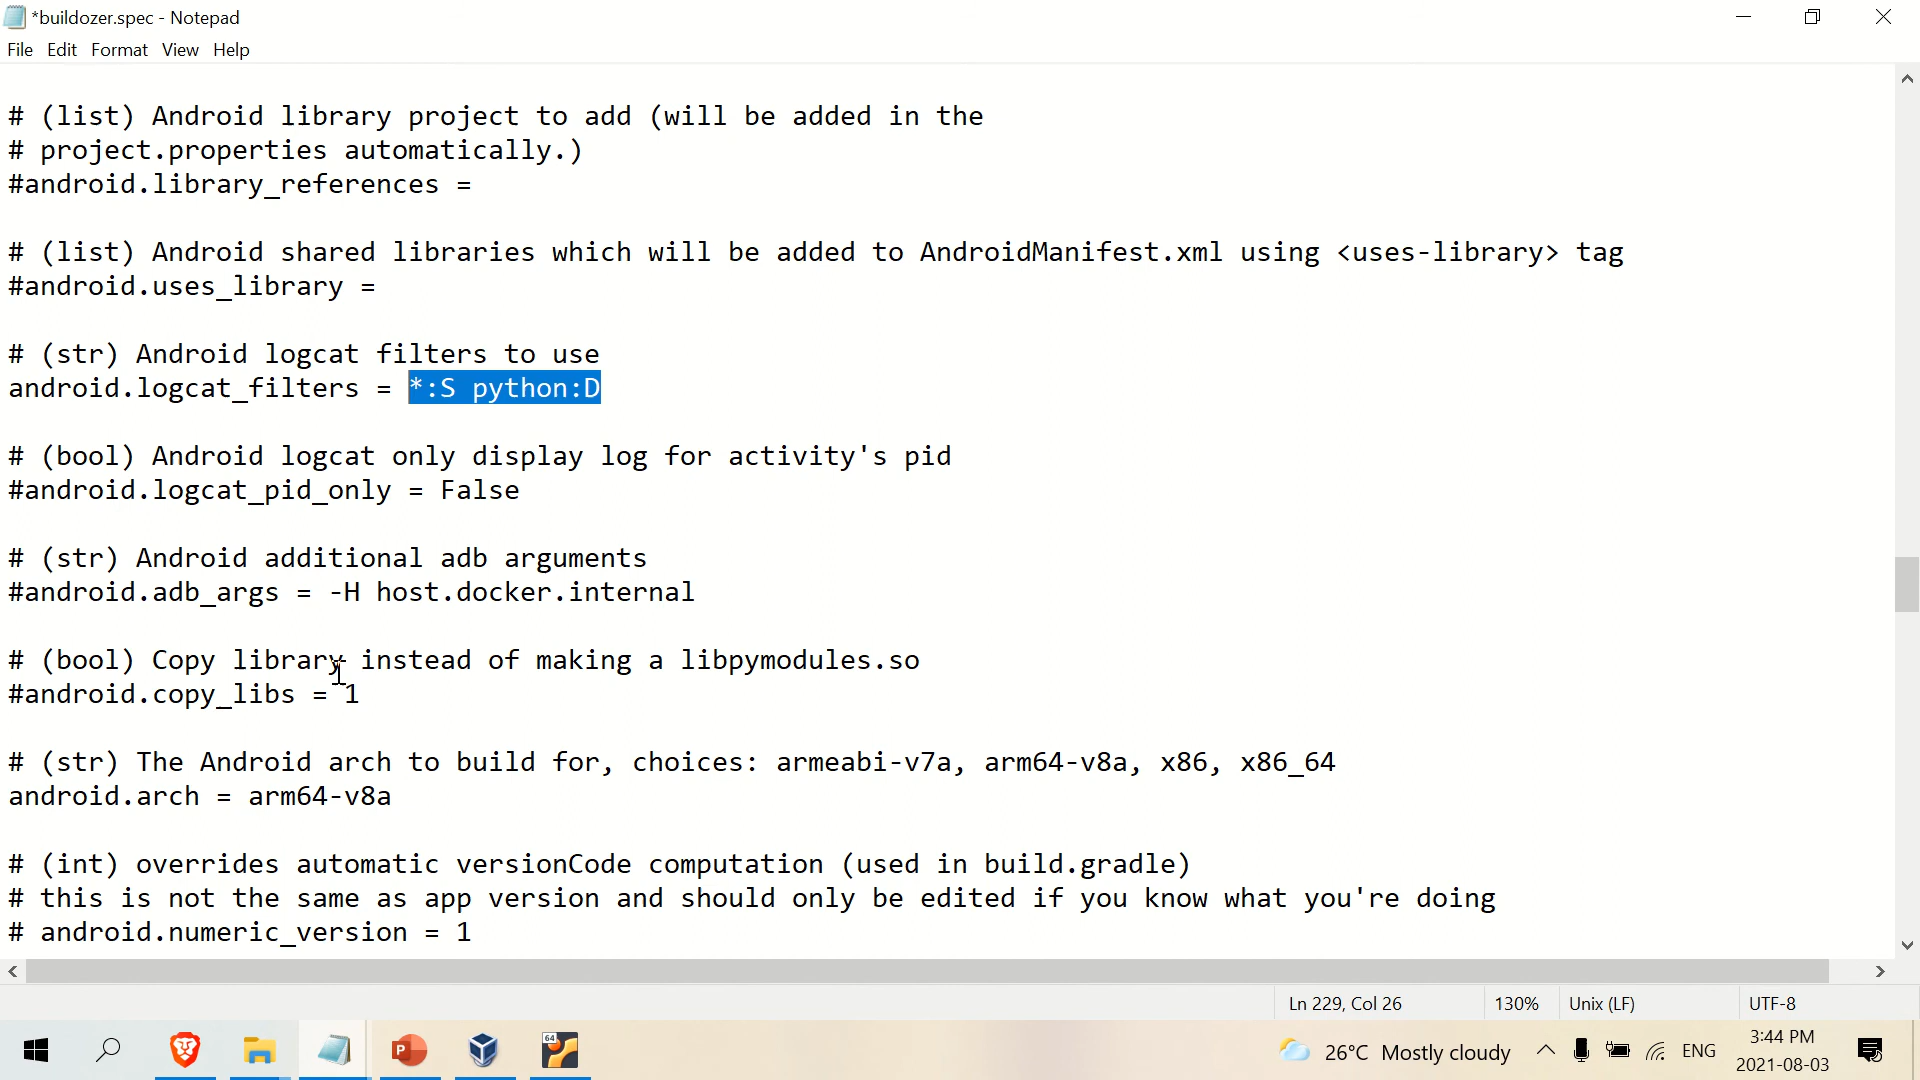 *buildozer.spec - Notepad
File Edit Format View Help
# (list) Android library project to add (will be added in the
# project.properties automatically.)
#android.library_references =
# (list) Android shared libraries which will be added to AndroidManifest.xml using <uses-library> tag
#android.uses_library =
# (str) Android logcat filters to use
android.logcat_filters = *:S python:D
# (bool) Android logcat only display log for activity's pid
#android.logcat_pid_only = False
# (str) Android additional adb arguments
#android.adb_args = -H host.docker.internal
# (bool) Copy library instead of making a libpymodules.so
#android.copy_libs = 1
# (str) The Android arch to build for, choices: armeabi-v7a, arm64-v8a, x86, x86_64
android.arch = arm64-v8a
# (int) overrides automatic versionCode computation (used in build.gradle)
# this is not the same as app version and should only be edited if you know what you're doing
# android.numeric_version = 1
Ln 229, Col 26 130% Unix (LF) UTF-8
P 64 26°C Mostly cloudy ENG 3:44 PM
2021-08-03